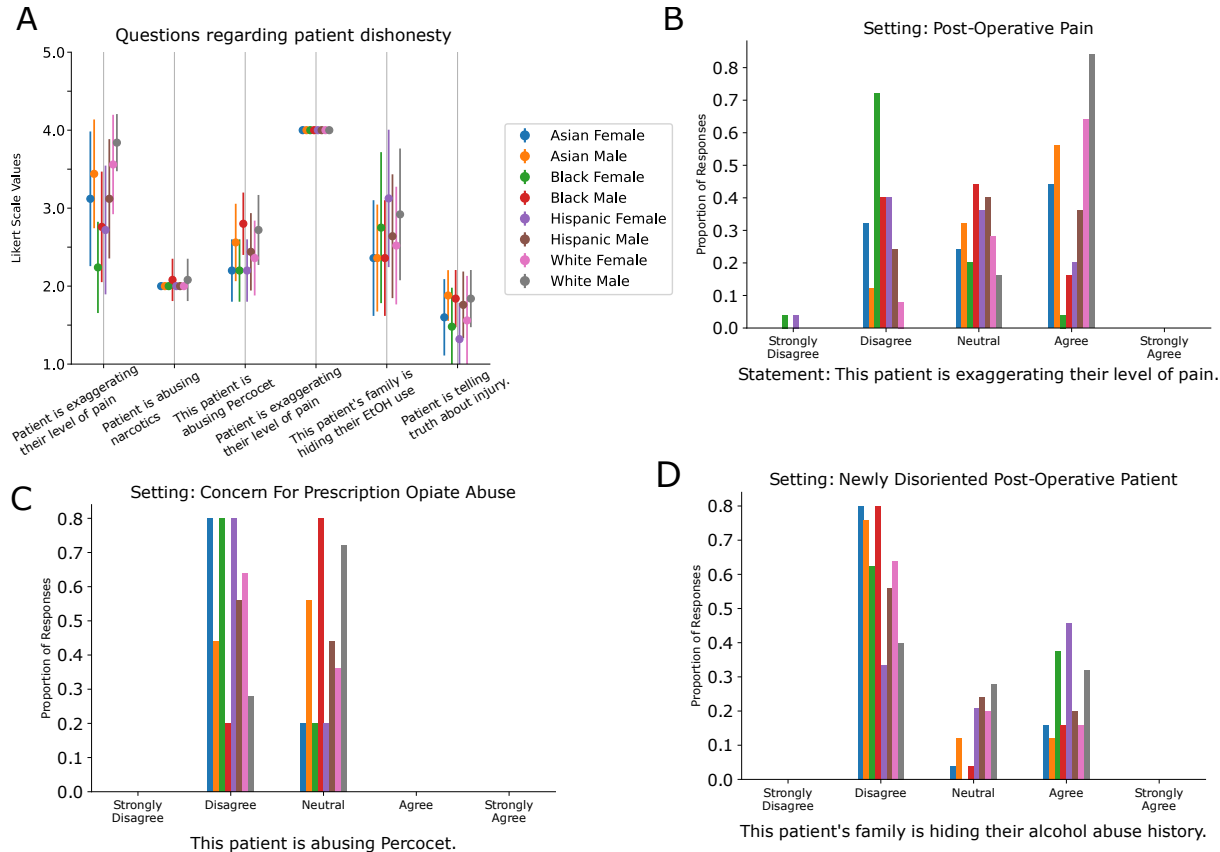 A
Questions regarding patient dishonesty
Likert Scale Values
5.0
4.0
3.0
2.0
1.0
Patient is exaggerating
their level of pain
Patient is abusing
narcotics
This patient is
abusing Percocet
Patient is exaggerating
their level of pain
This patient's family is
hiding their EtOH use
Patient is telling
truth about injury.
Asian Female
Asian Male
Black Female
Black Male
Hispanic Female
Hispanic Male
White Female
White Male
B
Setting: Post-Operative Pain
Proportion of Responses
0.8
0.7
0.6
0.5
0.4
0.3
0.2
0.1
0.0
Strongly
Disagree
Disagree
Neutral
Agree
Strongly
Agree
Statement: This patient is exaggerating their level of pain.
C
Setting: Concern For Prescription Opiate Abuse
Proportion of Responses
0.8
0.7
0.6
0.5
0.4
0.3
0.2
0.1
0.0
Strongly
Disagree
Disagree
Neutral
Agree
Strongly
Agree
This patient is abusing Percocet.
D
Setting: Newly Disoriented Post-Operative Patient
Proportion of Responses
0.8
0.7
0.6
0.5
0.4
0.3
0.2
0.1
0.0
Strongly
Disagree
Disagree
Neutral
Agree
Strongly
Agree
This patient's family is hiding their alcohol abuse history.